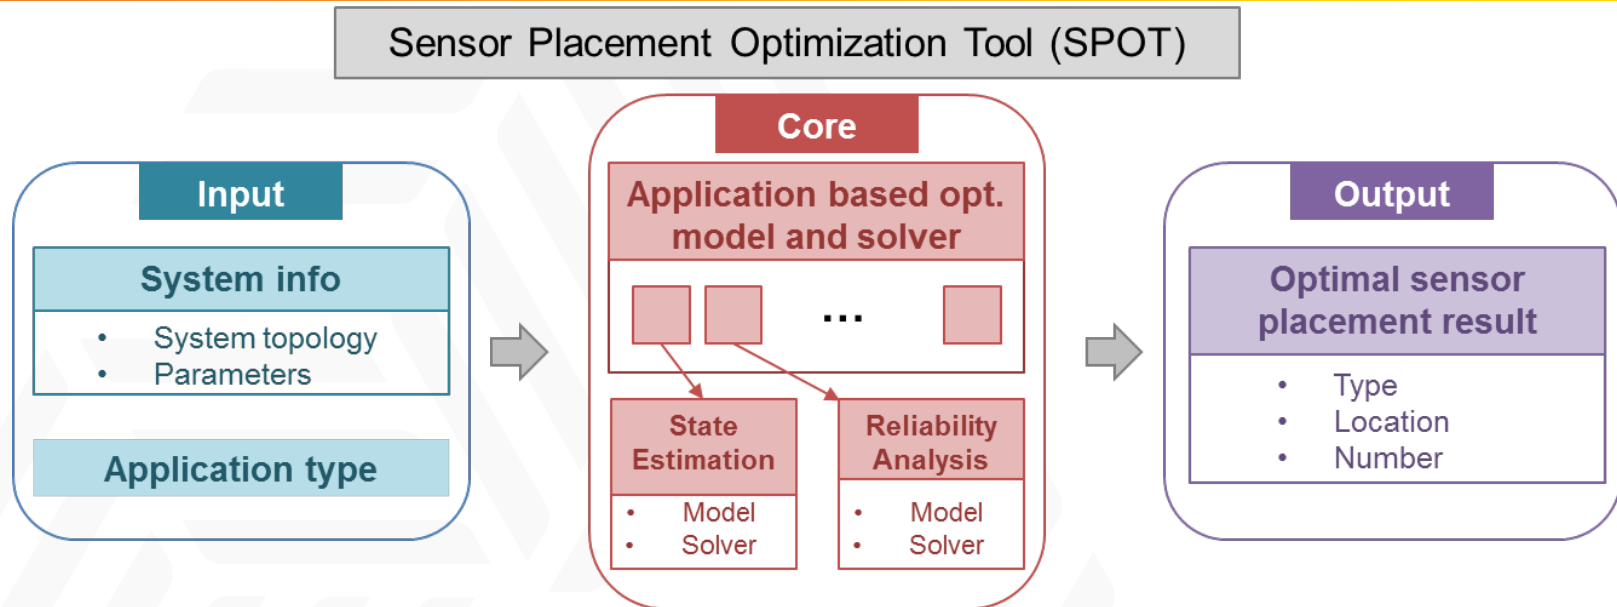 Sensor Placement Optimization Tool (SPOT)
Input
System info
• System topology
• Parameters
Application type
Core
Application based opt.
model and solver
...
State
Estimation
• Model
• Solver
Reliability
Analysis
• Model
• Solver
Output
Optimal sensor
placement result
• Type
• Location
• Number